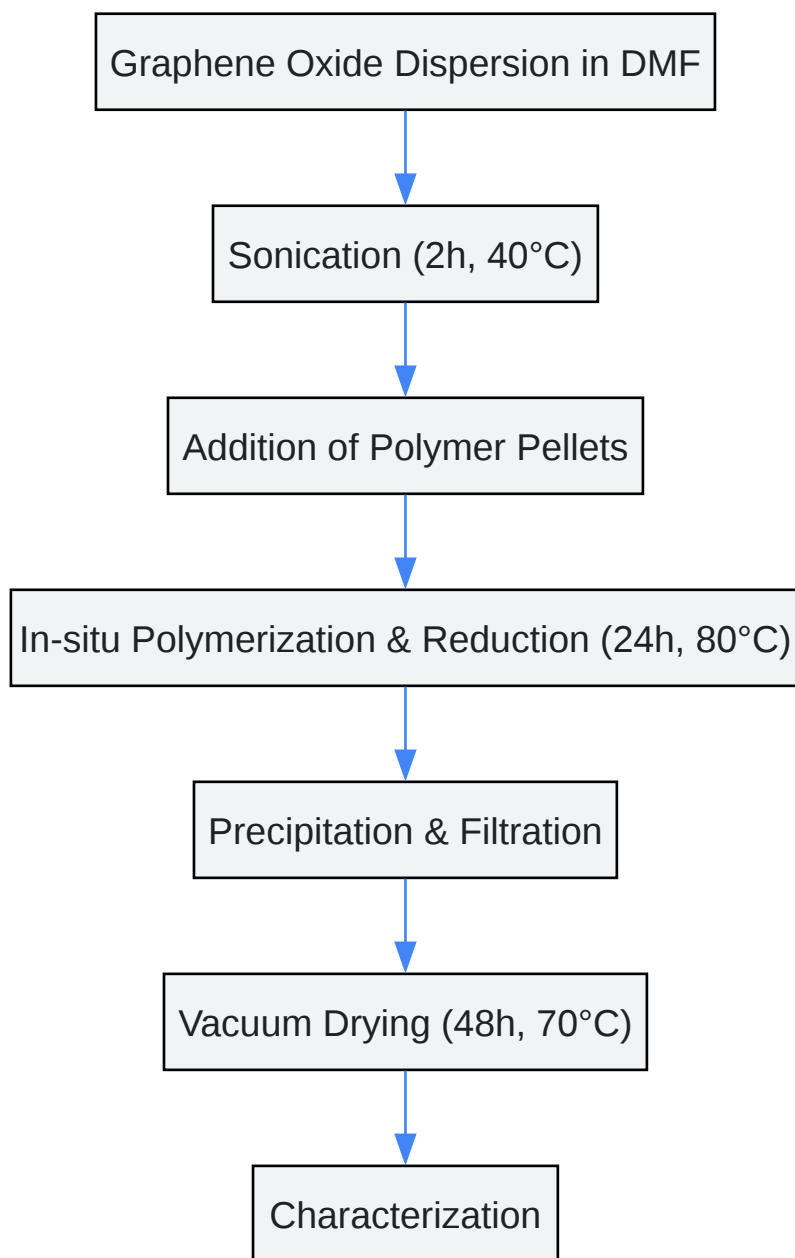 Graphene Oxide Dispersion in DMF
Sonication (2h, 40°C)
Addition of Polymer Pellets
In-situ Polymerization & Reduction (24h, 80°C)
Precipitation & Filtration
Vacuum Drying (48h, 70°C)
Characterization